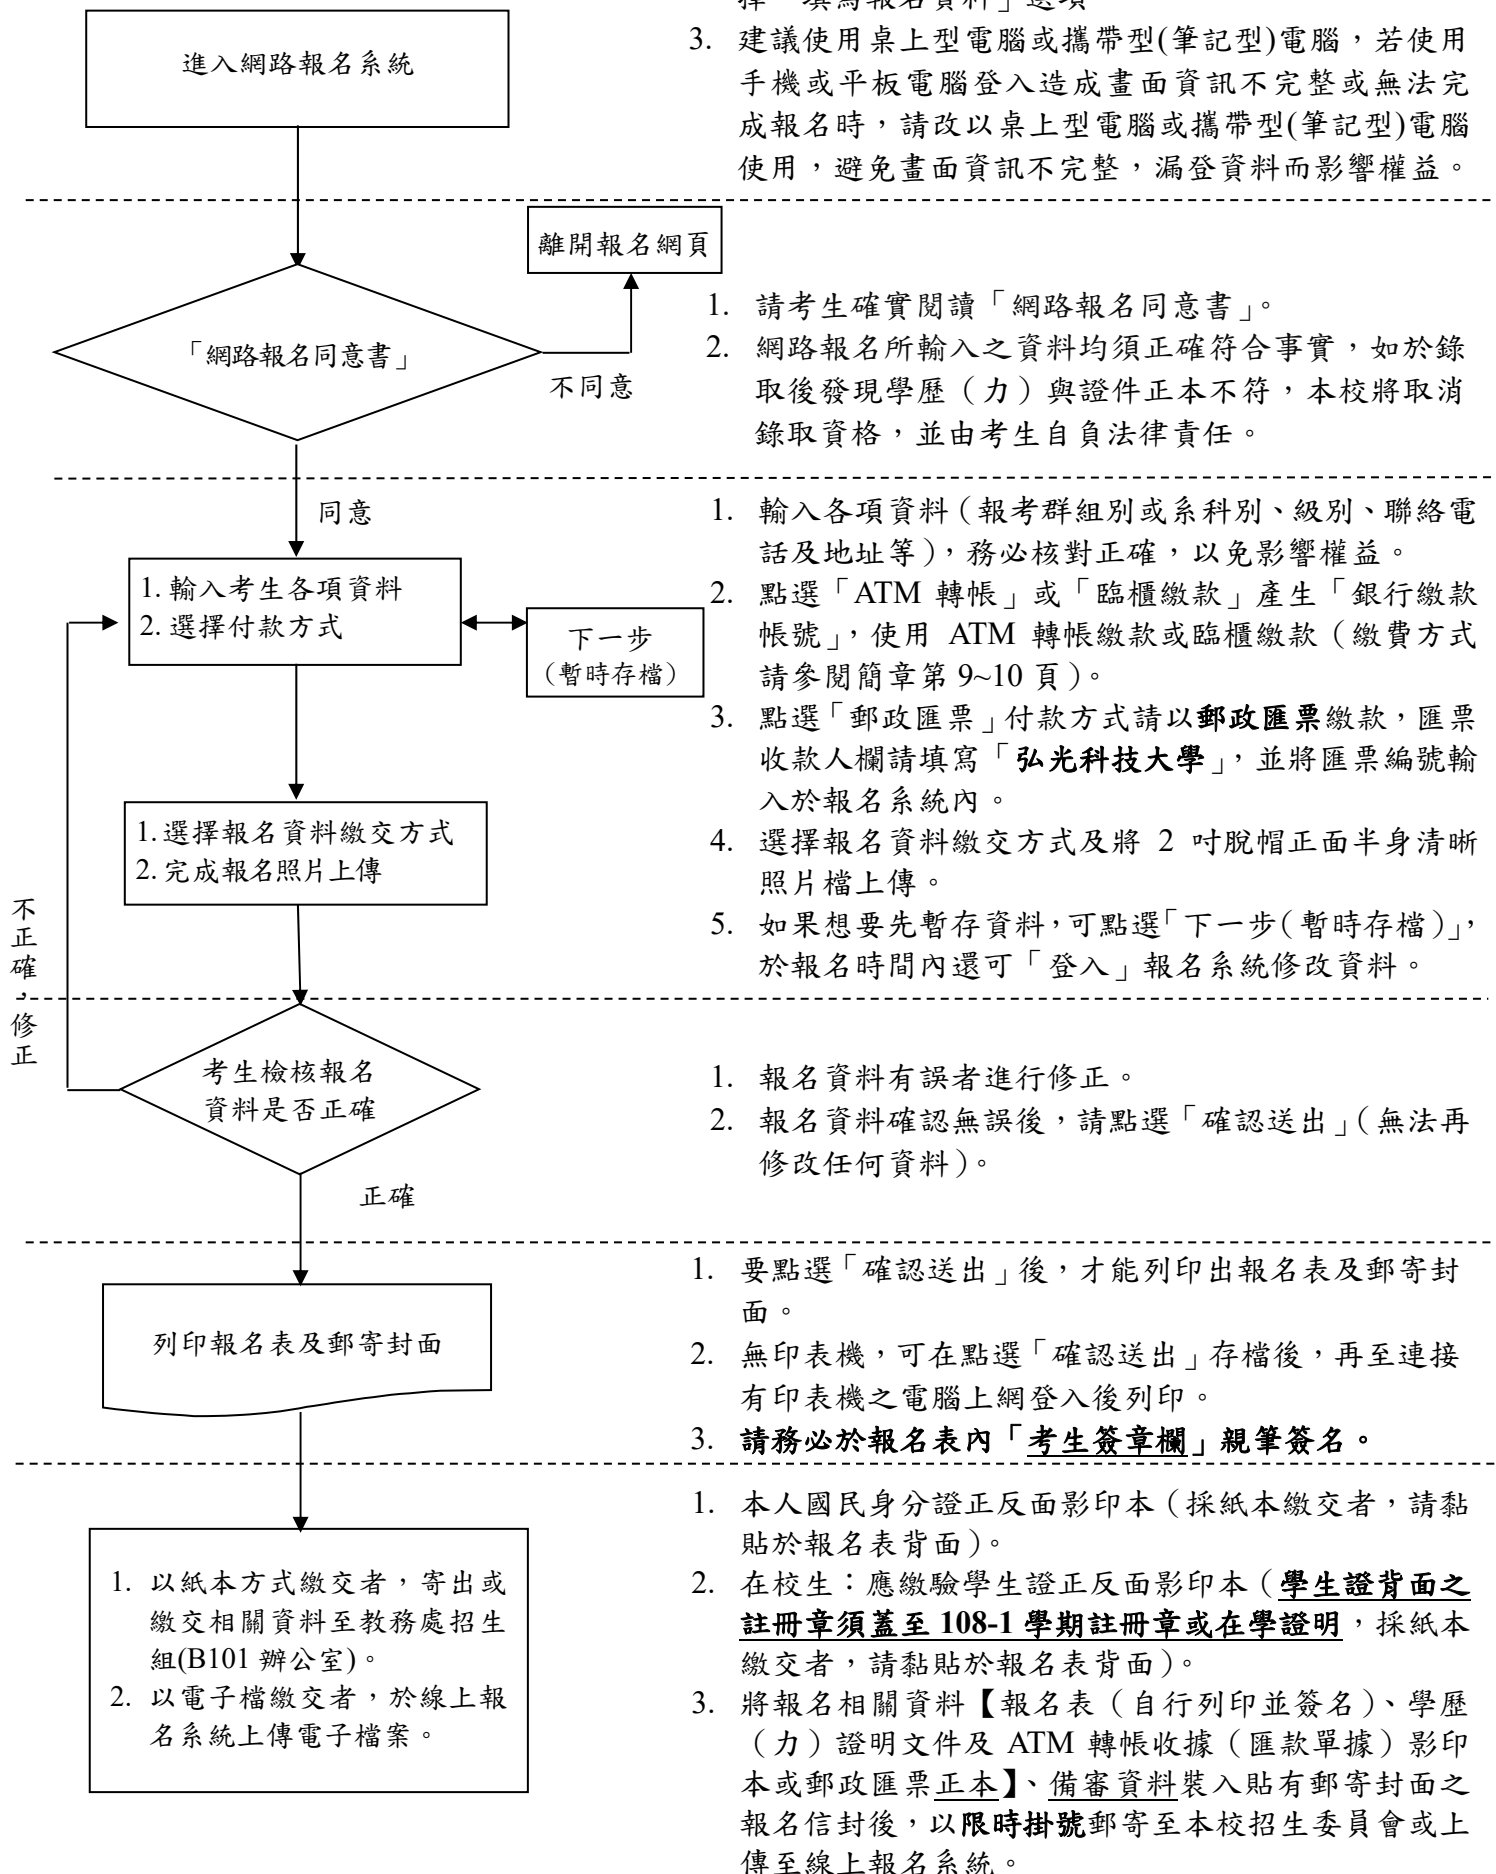 擇「填寫報名資料」選項
進入網路報名系統
3. 建議使用桌上型電腦或攜帶型(筆記型)電腦，若使用
手機或平板電腦登入造成畫面資訊不完整或無法完
成報名時，請改以桌上型電腦或攜帶型(筆記型)電腦
使用，避免畫面資訊不完整，漏登資料而影響權益。
離開報名網頁
「網路報名同意書」
不同意
1. 請考生確實閱讀「網路報名同意書」。
2. 網路報名所輸入之資料均須正確符合事實，如於錄
取後發現學歷（力）與證件正本不符，本校將取消
錄取資格，並由考生自負法律責任。
同意
1. 輸入考生各項資料
2. 選擇付款方式
下一步
（暫時存檔）
1. 選擇報名資料繳交方式
2. 完成報名照片上傳
不正確，修正
1. 輸入各項資料（報考群組別或系科別、級別、聯絡電
話及地址等），務必核對正確，以免影響權益。
2. 點選「ATM 轉帳」或「臨櫃繳款」產生「銀行繳款
帳號」，使用 ATM 轉帳繳款或臨櫃繳款（繳費方式
請參閱簡章第 9~10 頁）。
3. 點選「郵政匯票」付款方式請以郵政匯票繳款，匯票
收款人欄請填寫「弘光科技大學」，並將匯票編號輸
入於報名系統內。
4. 選擇報名資料繳交方式及將 2 吋脫帽正面半身清晰
照片檔上傳。
5. 如果想要先暫存資料，可點選「下一步（暫時存檔）」，
於報名時間內還可「登入」報名系統修改資料。
考生檢核報名
資料是否正確
正確
1. 報名資料有誤者進行修正。
2. 報名資料確認無誤後，請點選「確認送出」（無法再
修改任何資料）。
列印報名表及郵寄封面
1. 要點選「確認送出」後，才能列印出報名表及郵寄封
面。
2. 無印表機，可在點選「確認送出」存檔後，再至連接
有印表機之電腦上網登入後列印。
3. 請務必於報名表內「考生簽章欄」親筆簽名。
1. 以紙本方式繳交者，寄出或
繳交相關資料至教務處招生
組(B101 辦公室)。
2. 以電子檔繳交者，於線上報
名系統上傳電子檔案。
1. 本人國民身分證正反面影印本（採紙本繳交者，請黏
貼於報名表背面）。
2. 在校生：應繳驗學生證正反面影印本（學生證背面之
註冊章須蓋至 108-1 學期註冊章或在學證明，採紙本
繳交者，請黏貼於報名表背面）。
3. 將報名相關資料【報名表（自行列印並簽名）、學歷
（力）證明文件及 ATM 轉帳收據（匯款單據）影印
本或郵政匯票正本】、備審資料裝入貼有郵寄封面之
報名信封後，以限時掛號郵寄至本校招生委員會或上
傳至線上報名系統。